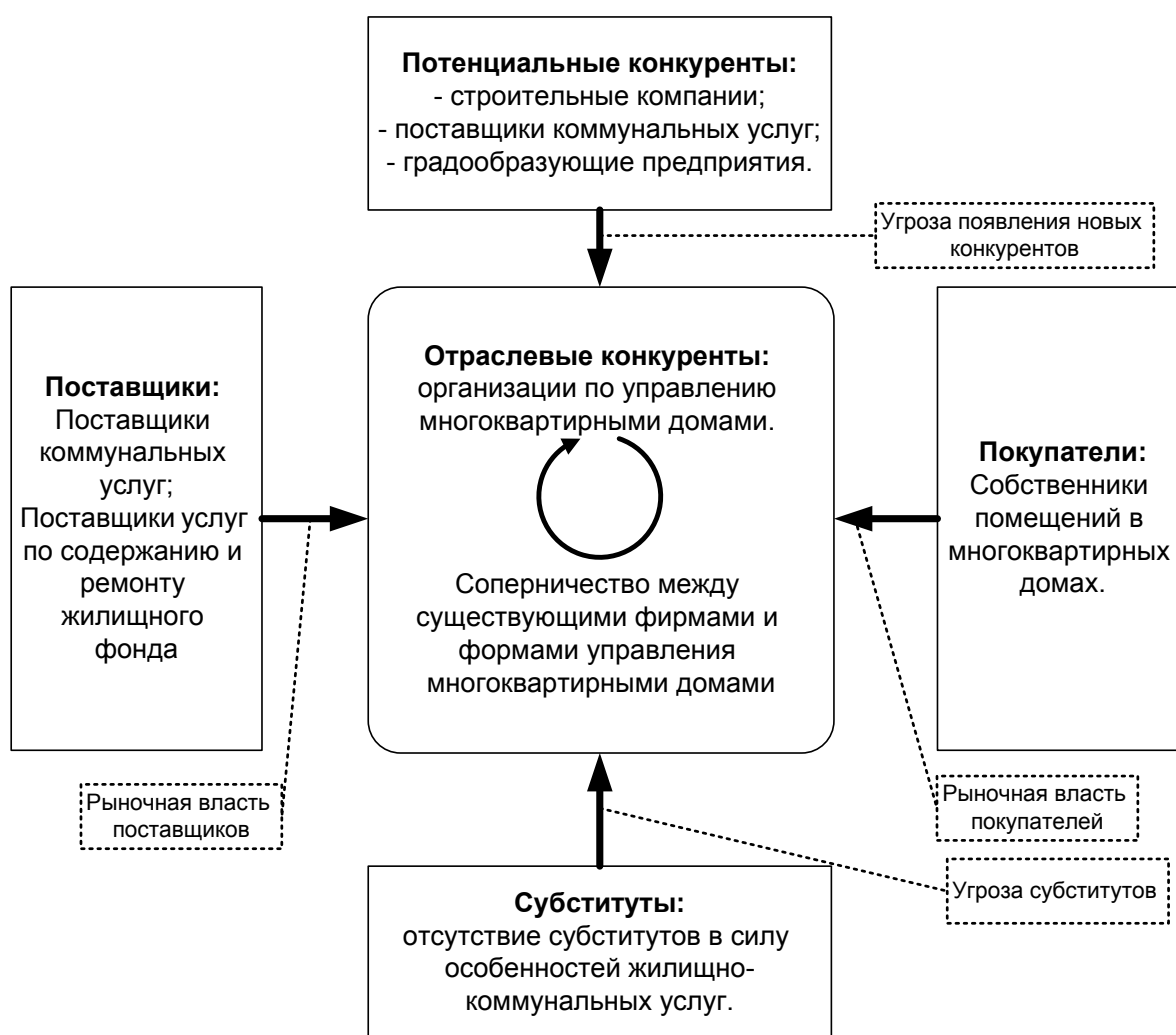 Потенциальные конкуренты:
- строительные компании;
- поставщики коммунальных услуг;
- градообразующие предприятия.
Угроза появления новых
конкурентов
Поставщики:
Поставщики
коммунальных
услуг;
Поставщики услуг
по содержанию и
ремонту
жилищного
фонда
Отраслевые конкуренты:
организации по управлению
многоквартирными домами.
Соперничество между
существующими фирмами и
формами управления
многоквартирными домами
Покупатели:
Собственники
помещений в
многоквартирных
домах.
Рыночная власть
поставщиков
Рыночная власть
покупателей
Угроза субститутов
Субституты:
отсутствие субститутов в силу
особенностей жилищно-
коммунальных услуг.